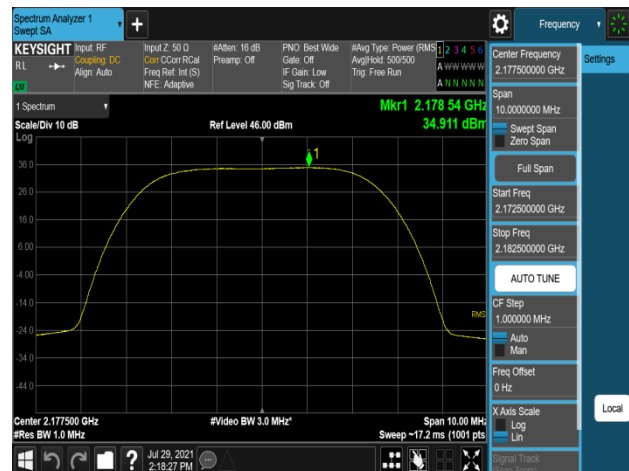 Spectrum Analyzer 1
Swept SA
+
Frequency
KEYSIGHT
RL
LU
Input: RF
Coupling: DC
Align: Auto
Input Z: 50 Ω
Corr CCorr RCal
Freq Ref: Int (S)
NFE: Adaptive
#Atten: 16 dB
Preamp: Off
PNO: Best Wide
Gate: Off
IF Gain: Low
Sig Track: Off
#Avg Type: Power (RMS
Avg|Hold: 500/500
Trig: Free Run
1 2 3 4 5 6
A W W W W W
A N N N N N
1 Spectrum
Scale/Div 10 dB
Log
Ref Level 46.00 dBm
Mkr1 2.178 54 GHz
34.911 dBm
36.0
26.0
16.0
6.00
-4.00
-14.0
-24.0
-34.0
-44.0
1
RMS
Center 2.177500 GHz
#Res BW 1.0 MHz
#Video BW 3.0 MHz*
Span 10.00 MHz
Sweep ~17.2 ms (1001 pts
?
Jul 29, 2021
2:18:27 PM
Center Frequency
2.177500000 GHz
Span
10.0000000 MHz
Swept Span
Zero Span
Full Span
Start Freq
2.172500000 GHz
Stop Freq
2.182500000 GHz
AUTO TUNE
CF Step
1.000000 MHz
Auto
Man
Freq Offset
0 Hz
X Axis Scale
Log
Lin
Signal Track
Settings
Local